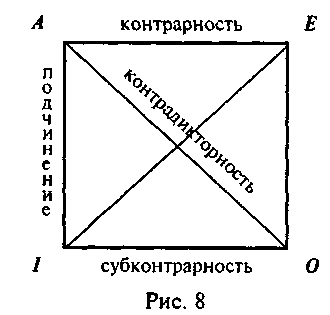 A контрарность E
подчинение
контрадикторность
I субконтрарность O
Рис. 8